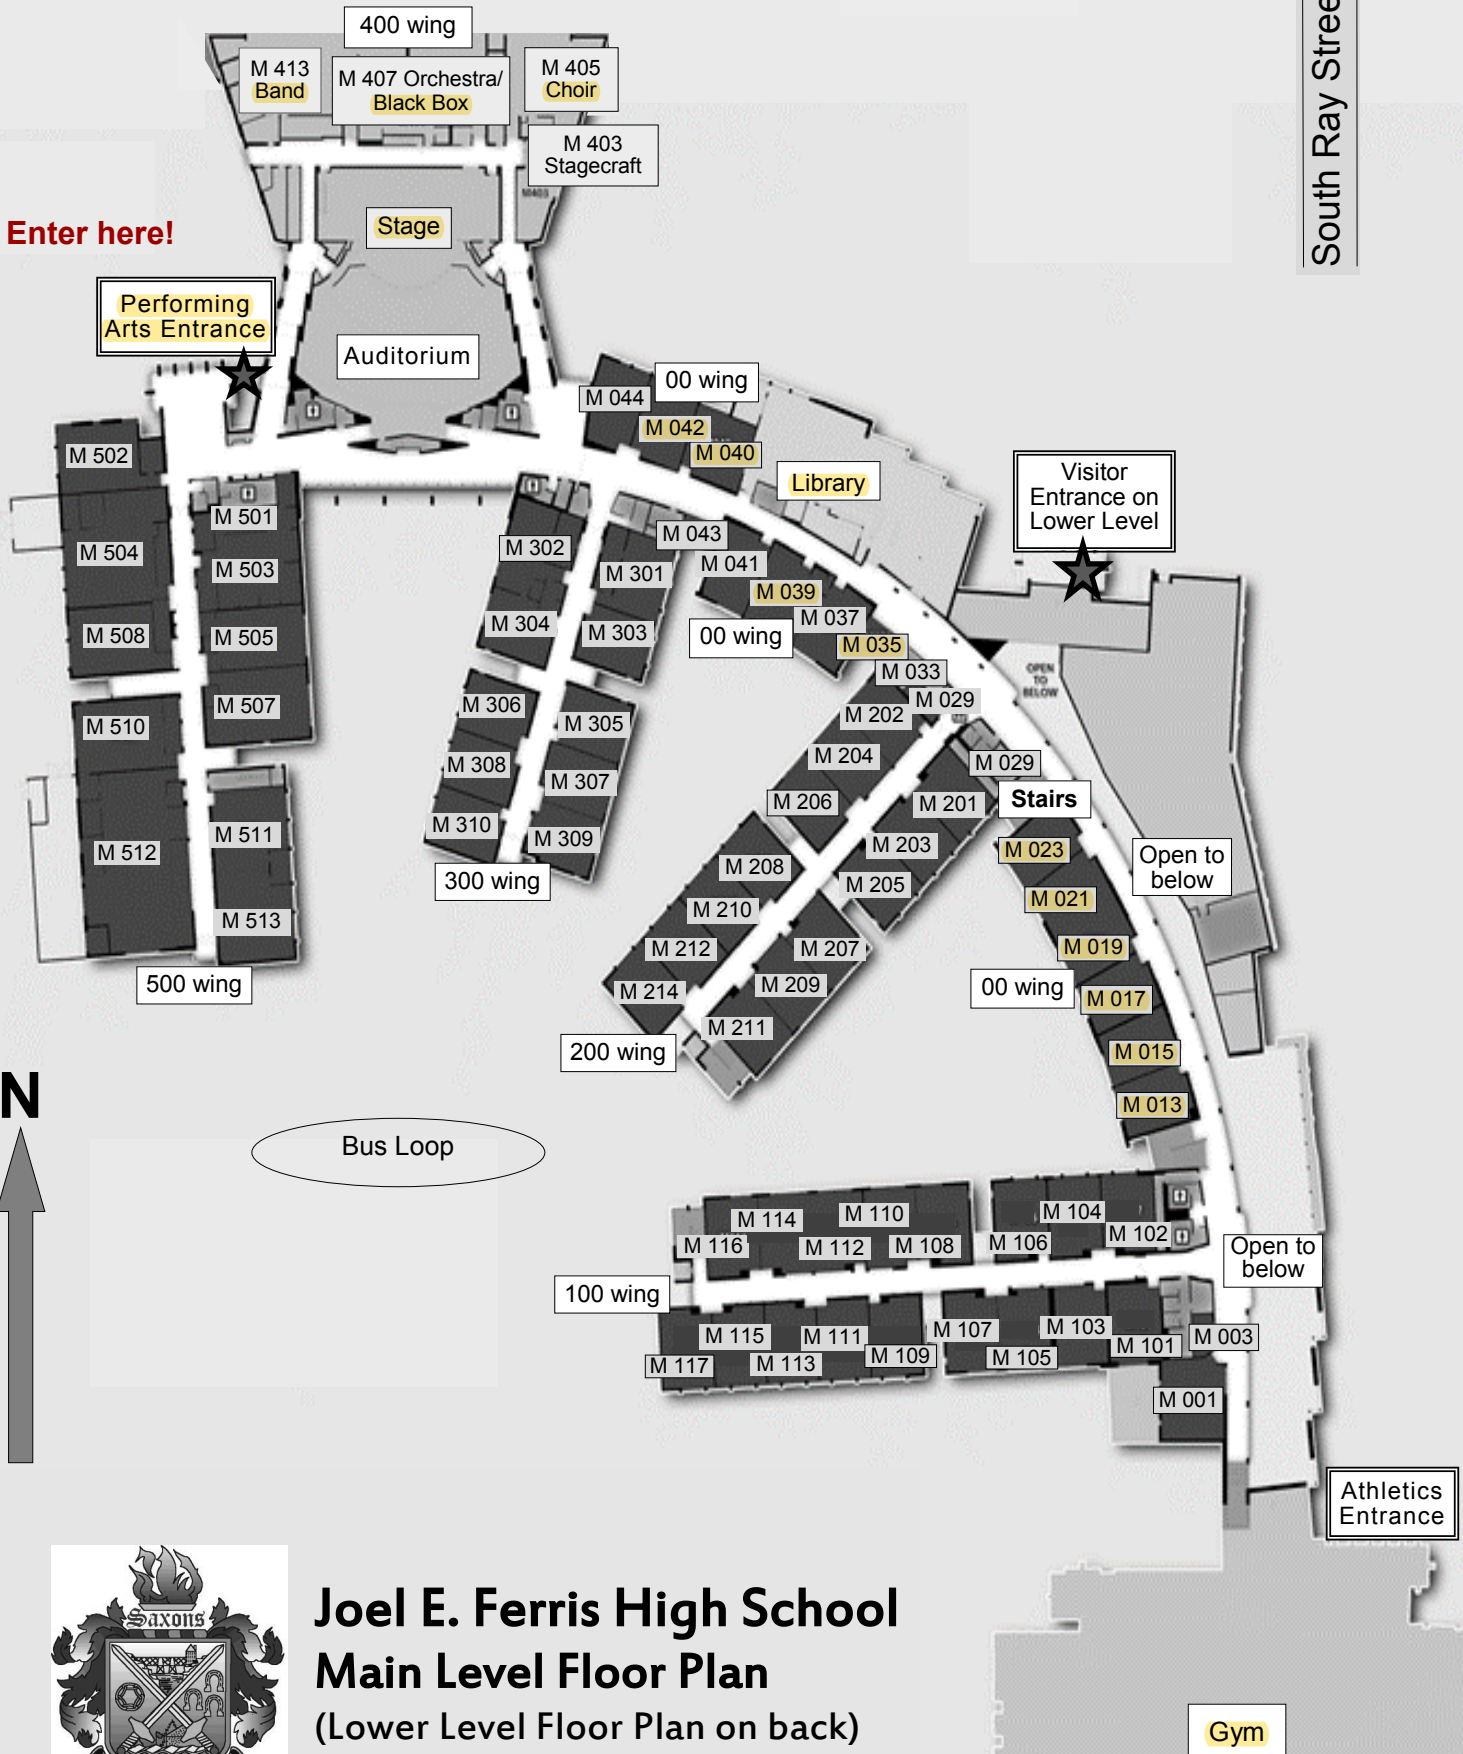 400 wing
South Ray Stree
M 413
Band
M 407 Orchestra/
Black Box
M 405
Choir
M 403
Stagecraft
M403
Stage
Enter here!
Performing
Arts Entrance
Auditorium
00 wing
M 044
M 042
M 040
Library
Visitor
Entrance on
Lower Level
M 502
M 501
M 504
M 503
M 508
M 505
M 507
M 510
M 511
M 512
M 513
500 wing
M 302
M 301
M 304
M 303
M 306
M 305
M 308
M 307
M 310
M 309
300 wing
M 043
M 041
M 039
M 037
M 035
M 033
M 029
00 wing
OPEN
TO
BELOW
M 202
M 204
M 206
M 029
M 201
Stairs
M 203
M 205
M 208
M 210
M 212
M 207
M 214
M 209
M 211
200 wing
M 023
Open to
below
M 021
M 019
M 017
00 wing
M 015
M 013
N
Bus Loop
M 114
M 110
M 104
M 116
M 112
M 108
M 106
M 102
Open to
below
100 wing
M 115
M 111
M 107
M 103
M 003
M 117
M 113
M 109
M 105
M 101
M 001
Athletics
Entrance
Saxons
Joel E. Ferris High School
Main Level Floor Plan
(Lower Level Floor Plan on back)
Gym